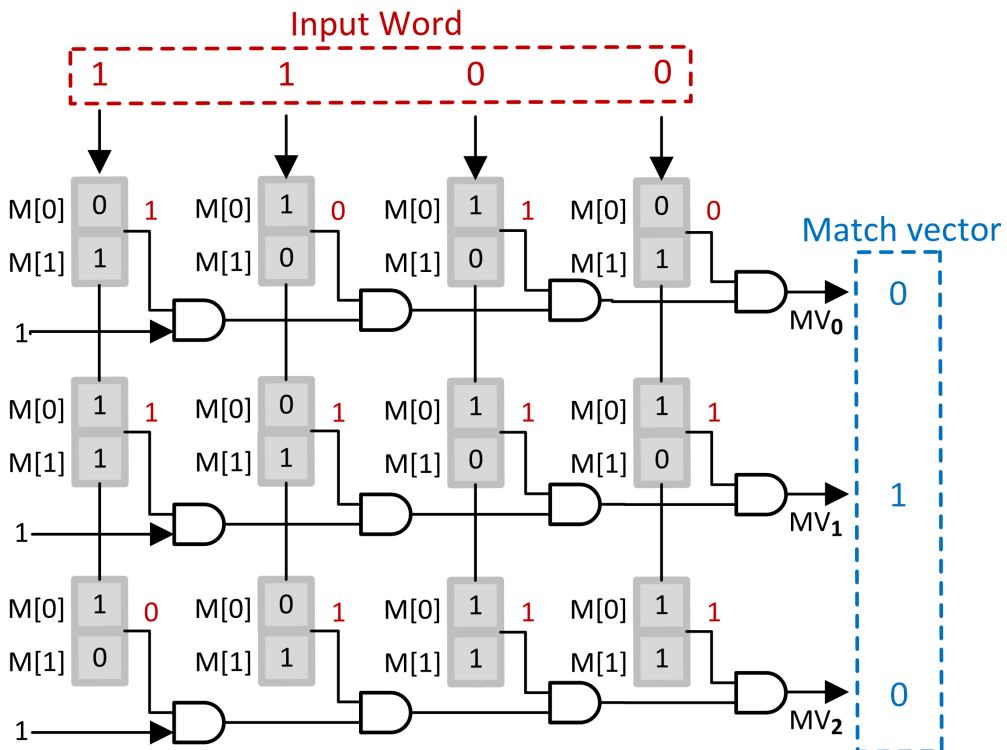 Input Word
1 1 0 0
M[0] 0 1 M[0] 1 0 M[0] 1 1 M[0] 0 0
Match vector
M[1] 1 M[1] 0 M[1] 0 M[1] 1
0
1 MV0
M[0] 1 1 M[0] 0 1 M[0] 1 1 M[0] 1 1
M[1] 1 M[1] 1 M[1] 0 M[1] 0
1
1 MV1
M[0] 1 0 M[0] 0 1 M[0] 1 1 M[0] 1 1
M[1] 0 M[1] 1 M[1] 1 M[1] 1
0
1 MV2